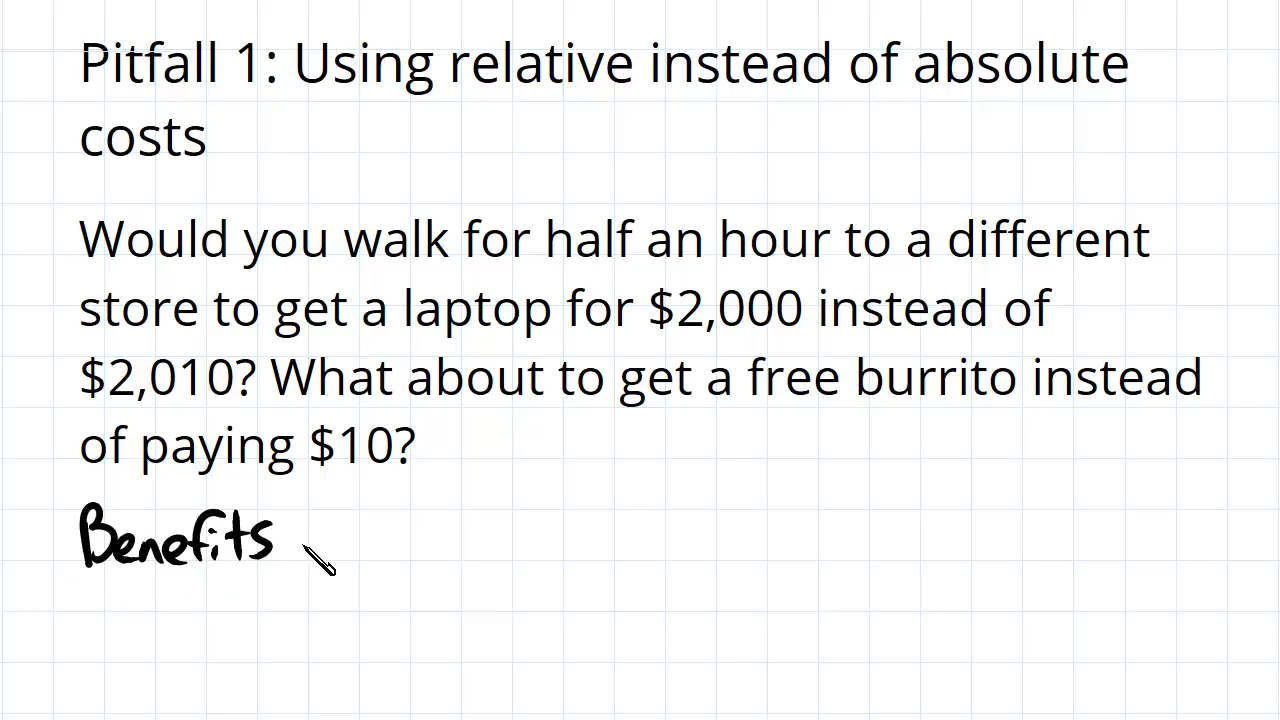 Pitfall 1: Using relative instead of absolute
costs
Would you walk for half an hour to a different
store to get a laptop for $2,000 instead of
$2,010? What about to get a free burrito instead
of paying $10?
Benefits